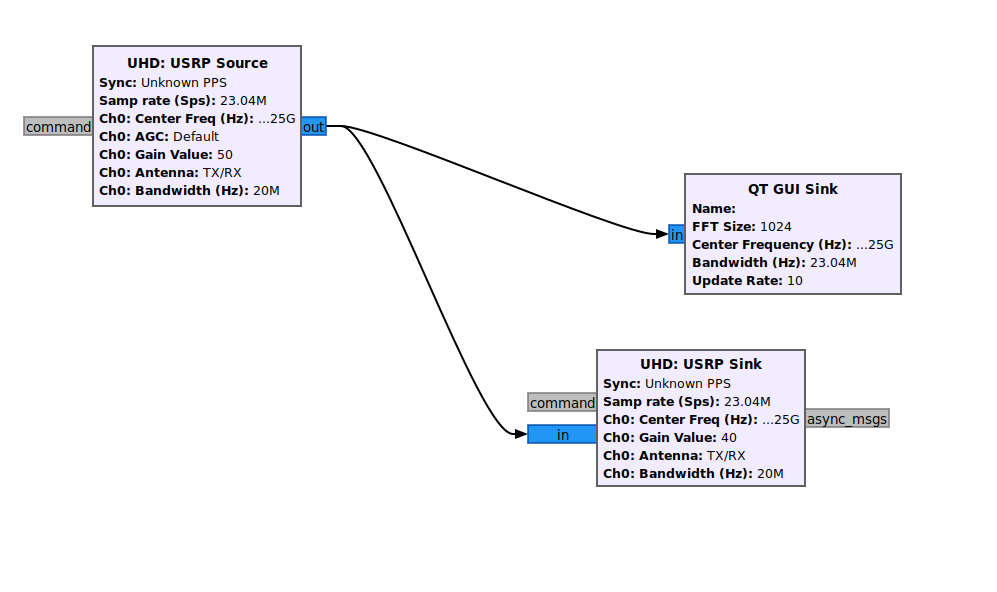 UHD: USRP Source
Sync: Unknown PPS
Samp rate (Sps): 23.04M
command
Ch0: Center Freq (Hz): ...25G
out
Ch0: AGC: Default
Ch0: Gain Value: 50
Ch0: Antenna: TX/RX
Ch0: Bandwidth (Hz): 20M
QT GUI Sink
Name:
FFT Size: 1024
in
Center Frequency (Hz): ...25G
Bandwidth (Hz): 23.04M
Update Rate: 10
UHD: USRP Sink
Sync: Unknown PPS
command
Samp rate (Sps): 23.04M
Ch0: Center Freq (Hz): ...25G
async_msgs
in
Ch0: Gain Value: 40
Ch0: Antenna: TX/RX
Ch0: Bandwidth (Hz): 20M